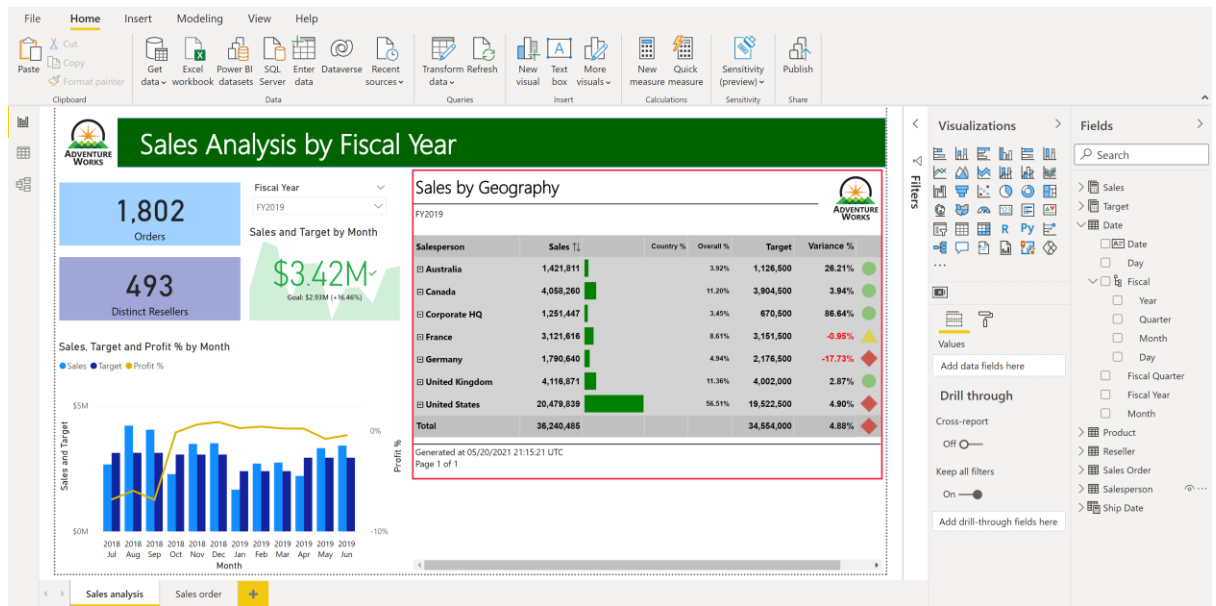 File Home Insert Modeling View Help
Paste
Cut
Copy
Format painter
Get data
Excel workbook
Power BI datasets
SQL Server
Enter data
Dataverse
Recent sources
Transform data
Refresh
New visual
Text box
More visuals
New measure
Quick measure
Sensitivity (preview)
Publish
Clipboard Data Queries Insert Calculations Sensitivity Share
ADVENTURE WORKS
Sales Analysis by Fiscal Year
1,802
Orders
493
Distinct Resellers
Fiscal Year
FY2019
Sales and Target by Month
$3.42M
Goal: $2.93M (+16.46%)
Sales, Target and Profit % by Month
Sales Target Profit %
Sales and Target
$5M
$0M
0%
-10%
Profit %
2018 2018 2018 2018 2018 2018 2019 2019 2019 2019 2019 2019
Jul Aug Sep Oct Nov Dec Jan Feb Mar Apr May Jun
Month
Sales by Geography
ADVENTURE WORKS
FY2019
Salesperson Sales Country % Overall % Target Variance %
Australia 1,421,811 3.92% 1,126,500 26.21%
Canada 4,058,260 11.20% 3,904,500 3.94%
Corporate HQ 1,251,447 3.45% 670,500 86.64%
France 3,121,616 8.61% 3,151,500 -0.95%
Germany 1,790,640 4.94% 2,176,500 -17.73%
United Kingdom 4,116,871 11.36% 4,002,000 2.87%
United States 20,479,839 56.51% 19,522,500 4.90%
Total 36,240,485 34,554,000 4.88%
Generated at 05/20/2021 21:15:21 UTC
Page 1 of 1
Filters
Visualizations
R Py
...
Values
Add data fields here
Drill through
Cross-report
Off
Keep all filters
On
Add drill-through fields here
Fields
Search
Sales
Target
Date
Date
Day
Fiscal
Year
Quarter
Month
Day
Fiscal Quarter
Fiscal Year
Month
Product
Reseller
Sales Order
Salesperson
Ship Date
Sales analysis Sales order +